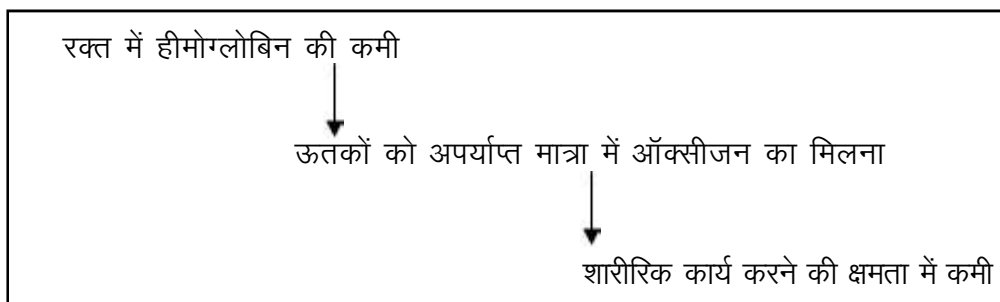 रक्त में हीमोग्लोबिन की कमी
ऊतकों को अपर्याप्त मात्रा में ऑक्सीजन का मिलना
शारीरिक कार्य करने की क्षमता में कमी